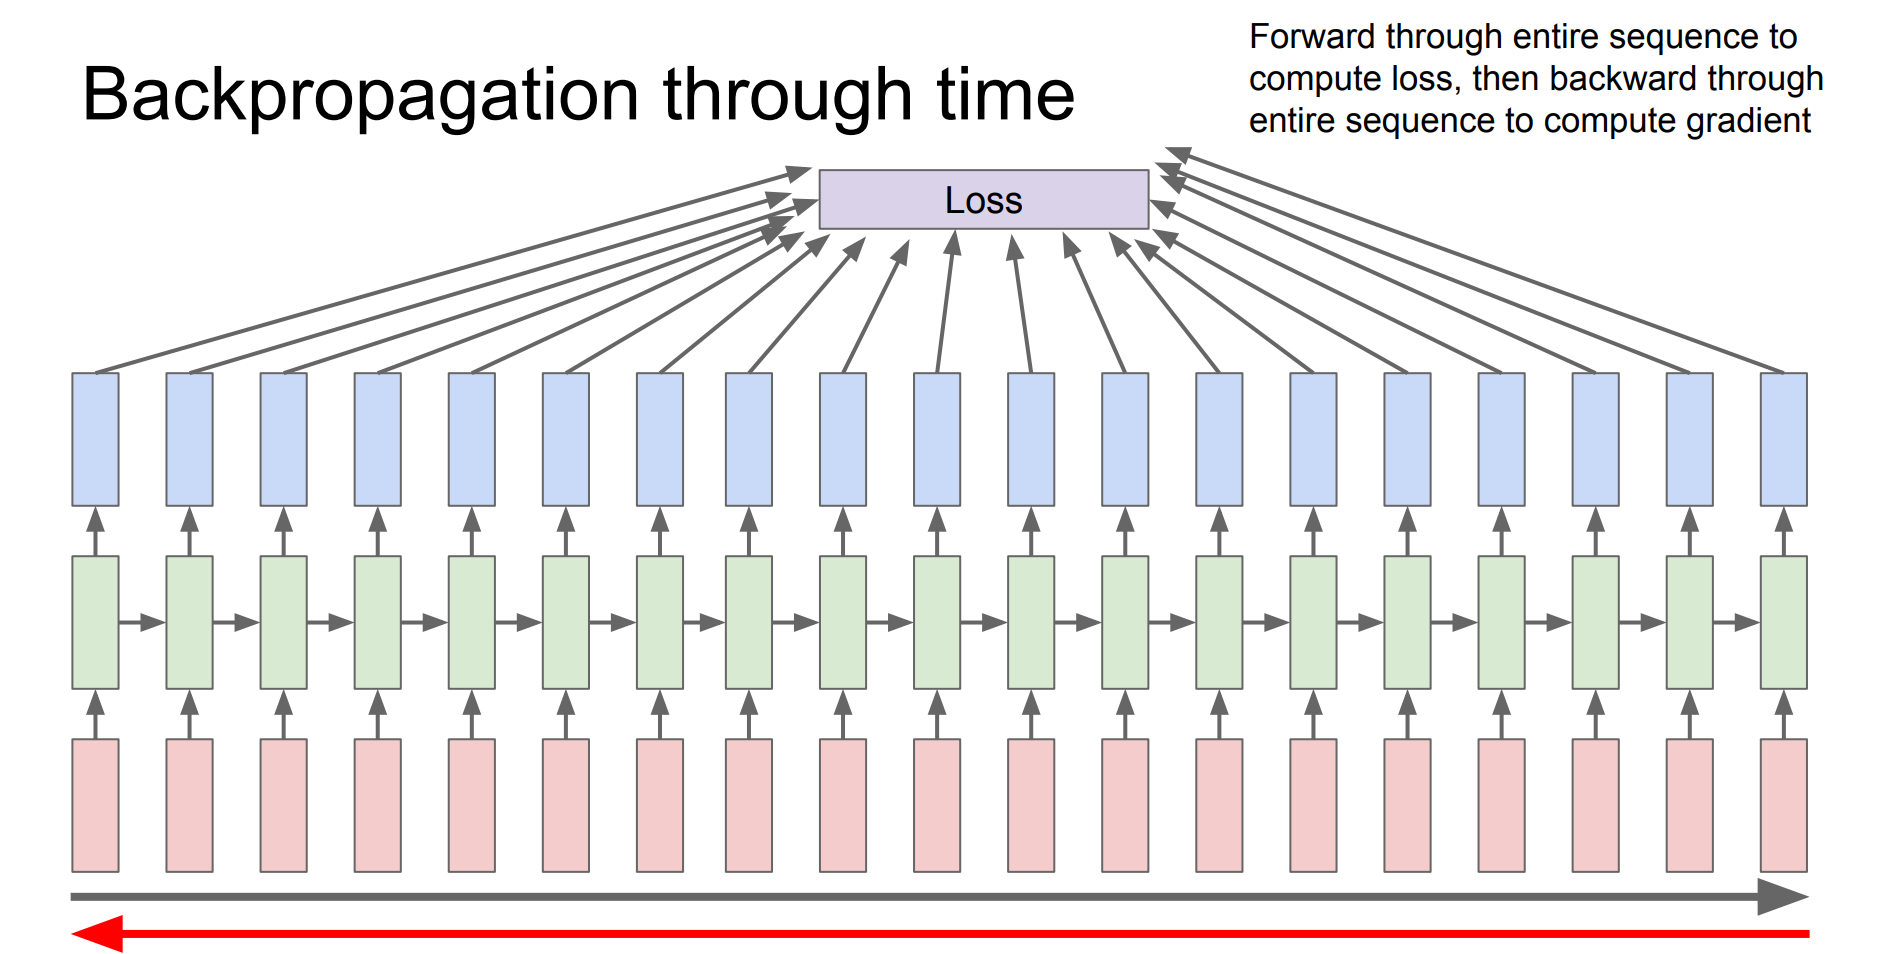 Backpropagation through time
Forward through entire sequence to
compute loss, then backward through
entire sequence to compute gradient
Loss